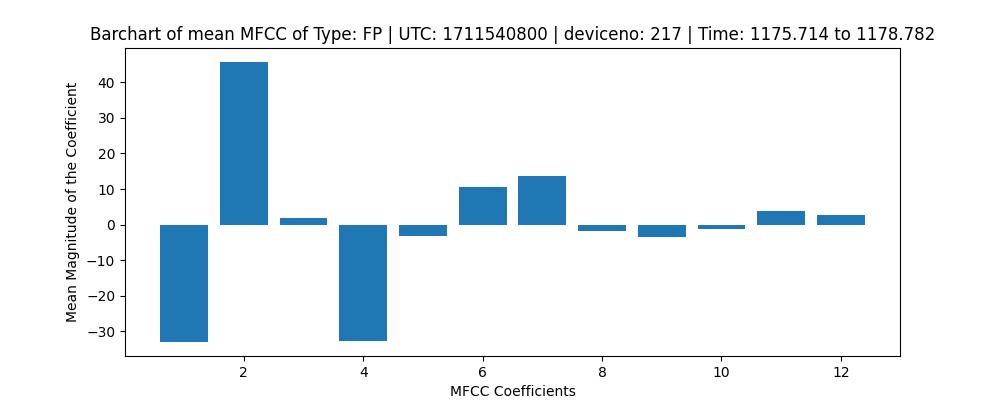 Barchart of mean MFCC of Type: FP | UTC: 1711540800 | deviceno: 217 | Time: 1175.714 to 1178.782
Mean Magnitude of the Coefficient
40
30
20
10
0
−10
−20
−30
2 4 6 8 10 12
MFCC Coefficients